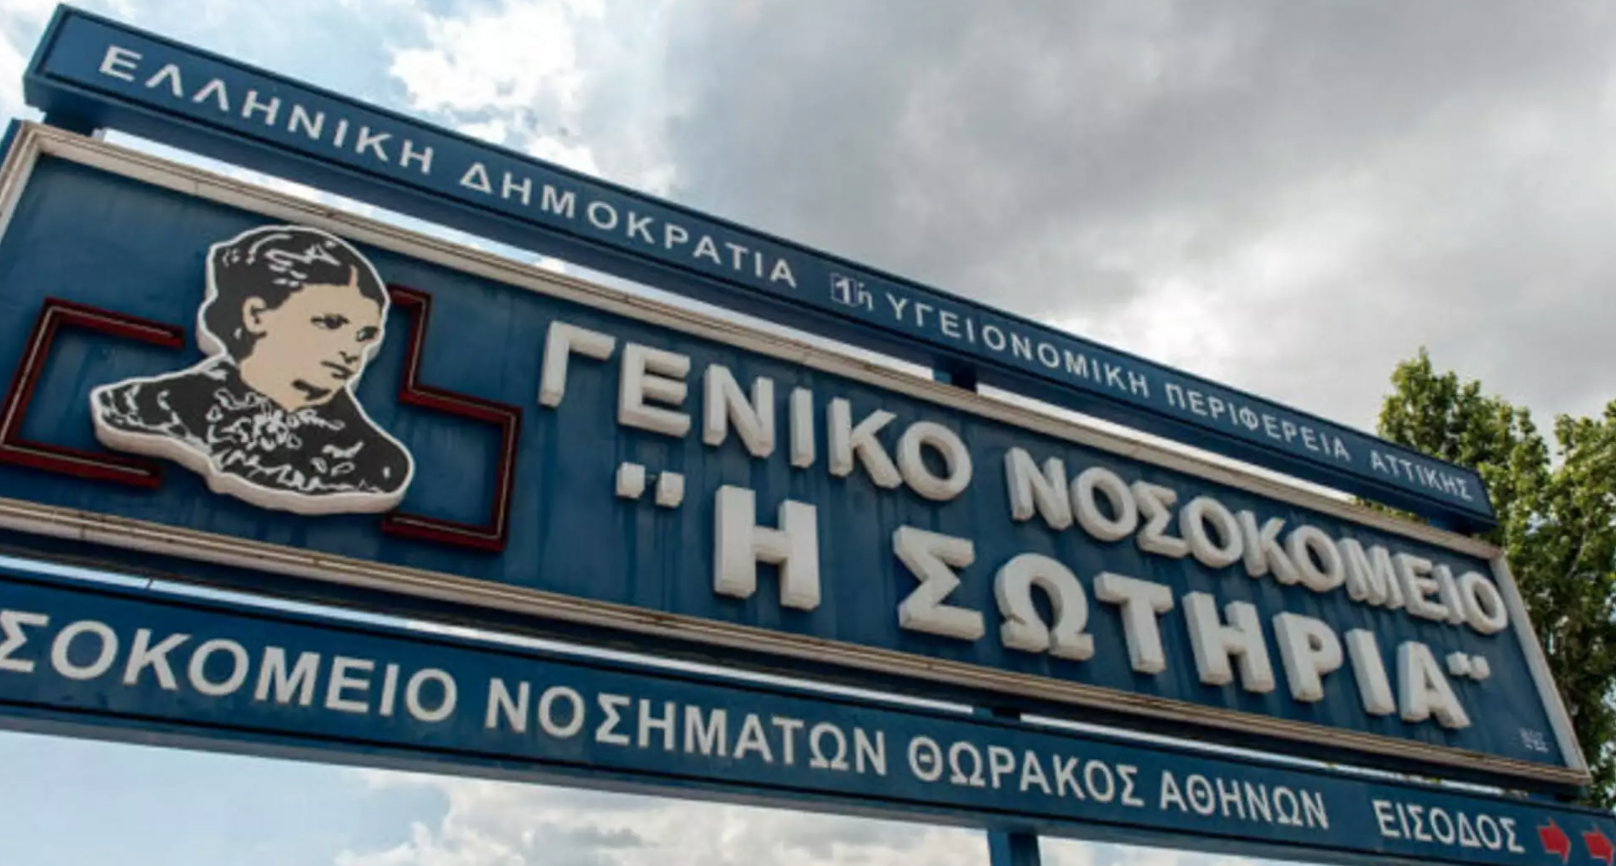 ΕΛΛΗΝΙΚΗ ΔΗΜΟΚΡΑΤΙΑ 1η ΥΓΕΙΟΝΟΜΙΚΗ ΠΕΡΙΦΕΡΕΙΑ ΑΤΤΙΚΗΣ
ΓΕΝΙΚΟ ΝΟΣΟΚΟΜΕΙΟ
"Η ΣΩΤΗΡΙΑ"
ΣΟΚΟΜΕΙΟ ΝΟΣΗΜΑΤΩΝ ΘΩΡΑΚΟΣ ΑΘΗΝΩΝ ΕΙΣΟΔΟΣ